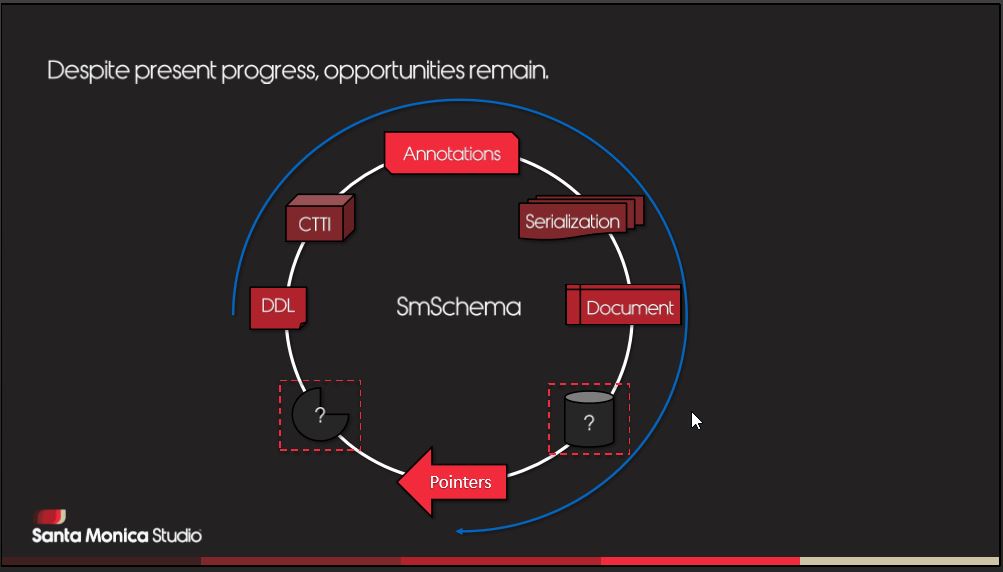 Despite present progress, opportunities remain.
Annotations
CTTI
Serialization
DDL
SmSchema
Document
?
?
Pointers
Santa Monica Studio